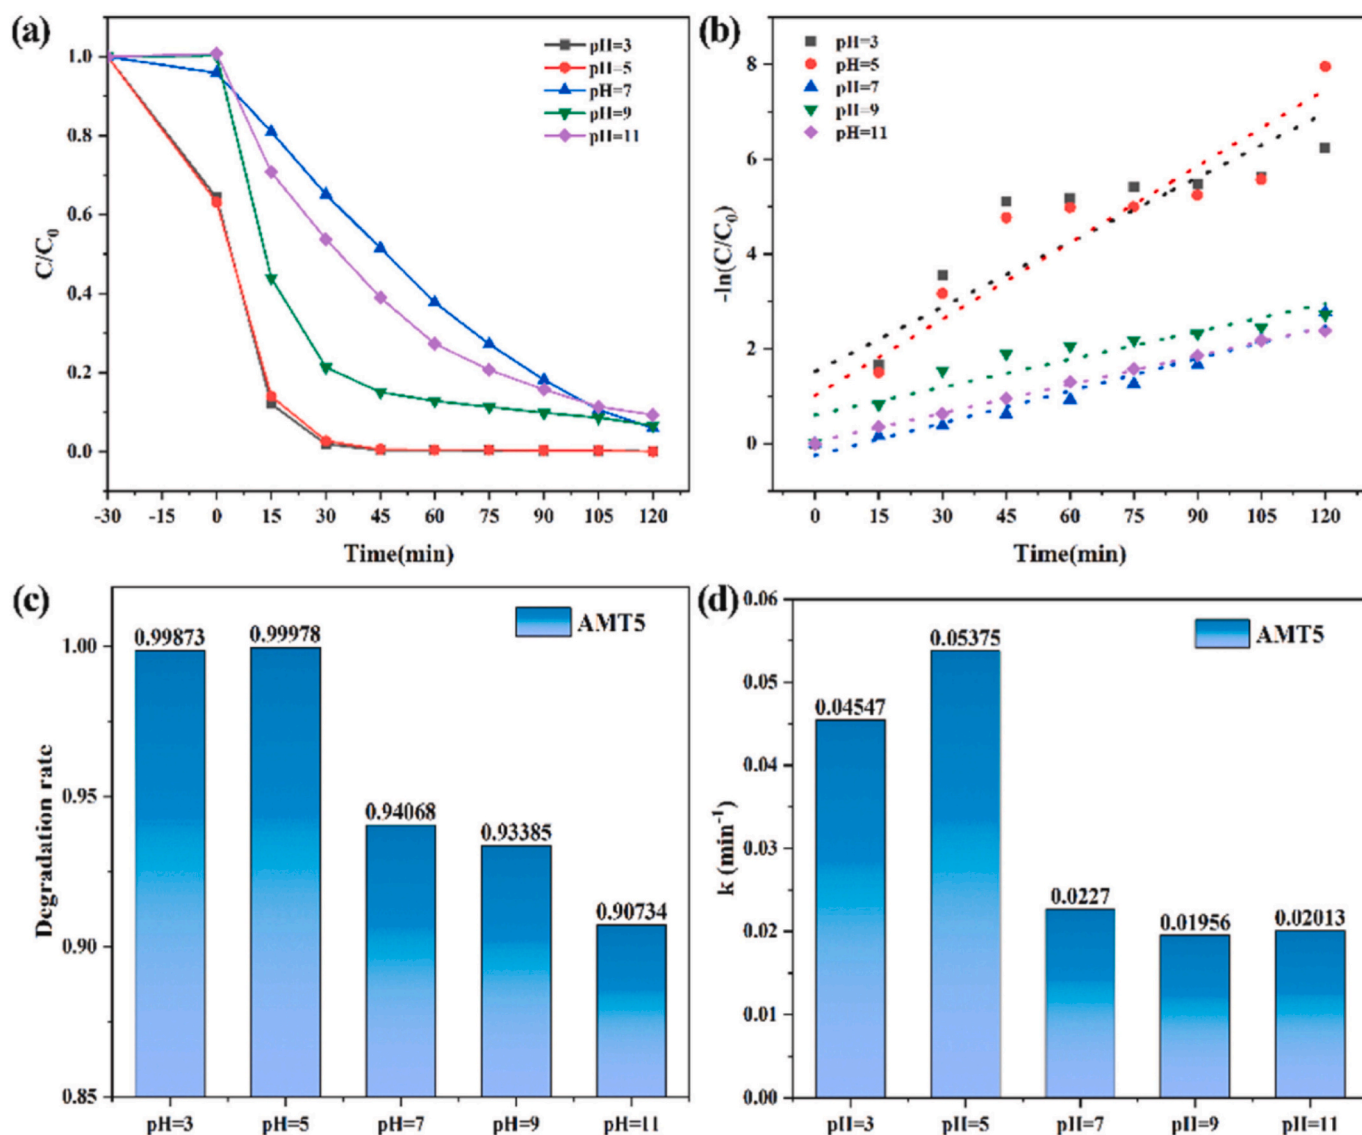 (a)
pH=3
pH=5
pH=7
pH=9
pH=11
1.0
0.8
0.6
0.4
0.2
0.0
C/C0
-30 -15 0 15 30 45 60 75 90 105 120
Time(min)
(b)
pH=3
pH=5
pH=7
pH=9
pH=11
8
6
4
2
0
-ln(C/C0)
0 15 30 45 60 75 90 105 120
Time(min)
(c)
AMT5
1.00
0.95
0.90
0.85
Degradation rate
0.99873
0.99978
0.94068
0.93385
0.90734
pH=3 pH=5 pH=7 pH=9 pH=11
(d)
AMT5
0.06
0.05
0.04
0.03
0.02
0.01
0.00
k (min-1)
0.04547
0.05375
0.0227
0.01956
0.02013
pH=3 pH=5 pH=7 pH=9 pH=11